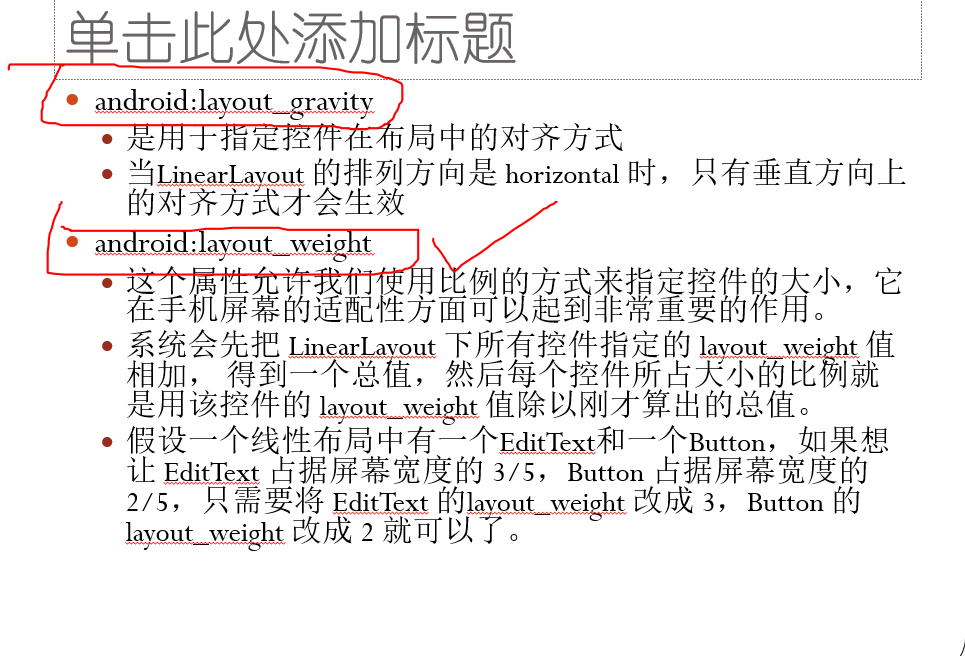 单击此处添加标题
android:layout_gravity
是用于指定控件在布局中的对齐方式
当LinearLayout 的排列方向是 horizontal 时，只有垂直方向上
的对齐方式才会生效
android:layout_weight
这个属性允许我们使用比例的方式来指定控件的大小，它
在手机屏幕的适配性方面可以起到非常重要的作用。
系统会先把 LinearLayout 下所有控件指定的 layout_weight 值
相加， 得到一个总值，然后每个控件所占大小的比例就
是用该控件的 layout_weight 值除以刚才算出的总值。
假设一个线性布局中有一个EditText和一个Button，如果想
让 EditText 占据屏幕宽度的 3/5，Button 占据屏幕宽度的
2/5，只需要将 EditText 的layout_weight 改成 3，Button 的
layout_weight 改成 2 就可以了。